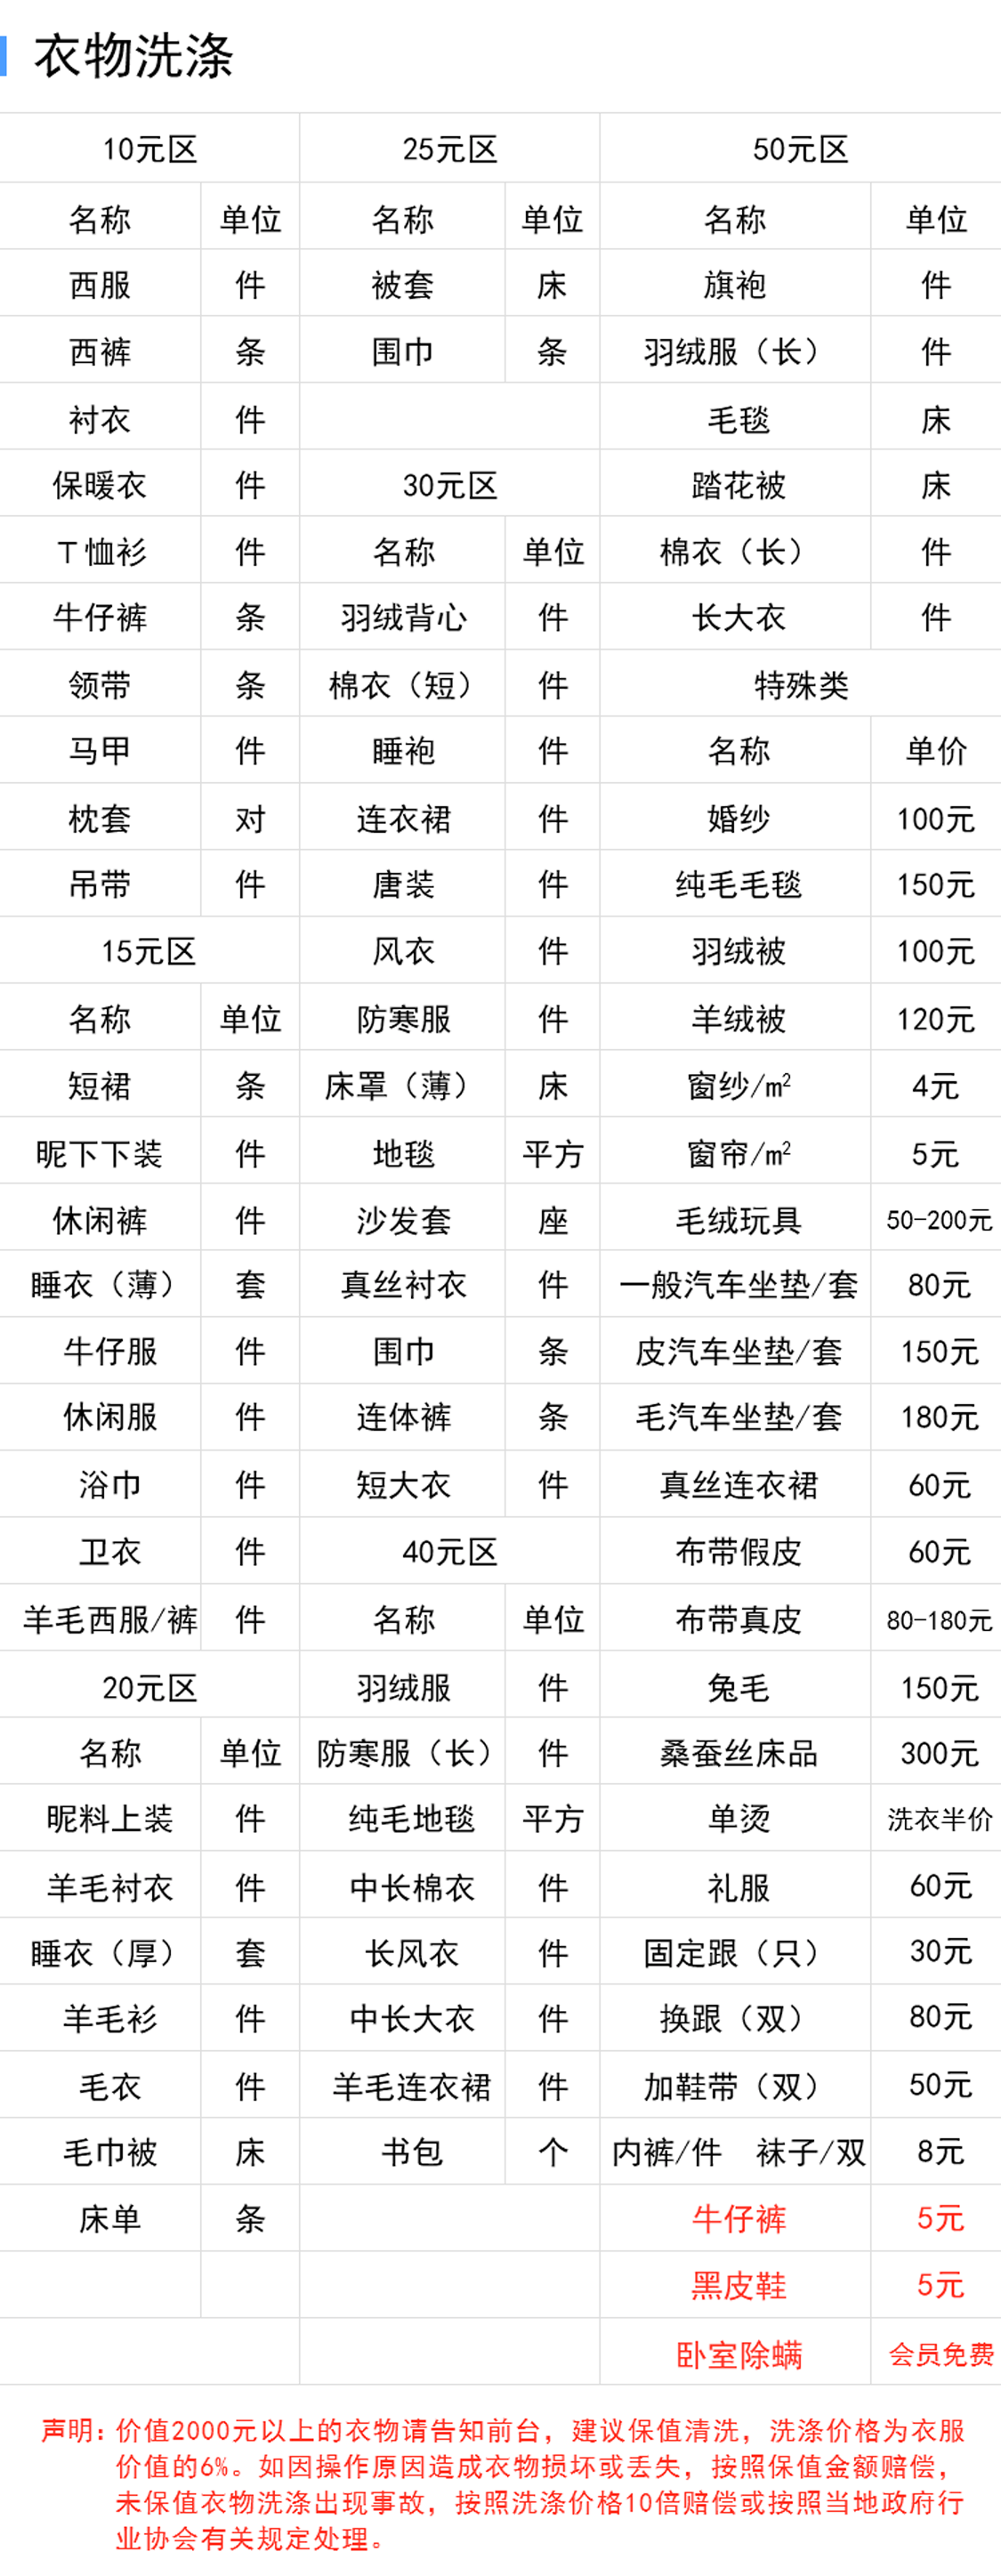 衣物洗涤
10元区 25元区 50元区
名称 单位 名称 单位 名称 单位
西服 件 被套 床 旗袍 件
西裤 条 围巾 条 羽绒服（长） 件
衬衣 件 毛毯 床
保暖衣 件 30元区 踏花被 床
T恤衫 件 名称 单位 棉衣（长） 件
牛仔裤 条 羽绒背心 件 长大衣 件
领带 条 棉衣（短） 件 特殊类
马甲 件 睡袍 件 名称 单价
枕套 对 连衣裙 件 婚纱 100元
吊带 件 唐装 件 纯毛毛毯 150元
15元区 风衣 件 羽绒被 100元
名称 单位 防寒服 件 羊绒被 120元
短裙 条 床罩（薄） 床 窗纱/m² 4元
昵下下装 件 地毯 平方 窗帘/m² 5元
休闲裤 件 沙发套 座 毛绒玩具 50-200元
睡衣（薄） 套 真丝衬衣 件 一般汽车坐垫/套 80元
牛仔服 件 围巾 条 皮汽车坐垫/套 150元
休闲服 件 连体裤 条 毛汽车坐垫/套 180元
浴巾 件 短大衣 件 真丝连衣裙 60元
卫衣 件 40元区 布带假皮 60元
羊毛西服/裤 件 名称 单位 布带真皮 80-180元
20元区 羽绒服 件 兔毛 150元
名称 单位 防寒服（长） 件 桑蚕丝床品 300元
昵料上装 件 纯毛地毯 平方 单烫 洗衣半价
羊毛衬衣 件 中长棉衣 件 礼服 60元
睡衣（厚） 套 长风衣 件 固定跟（只） 30元
羊毛衫 件 中长大衣 件 换跟（双） 80元
毛衣 件 羊毛连衣裙 件 加鞋带（双） 50元
毛巾被 床 书包 个 内裤/件 袜子/双 8元
床单 条 牛仔裤 5元
黑皮鞋 5元
卧室除螨 会员免费
声明：价值2000元以上的衣物请告知前台，建议保值清洗，洗涤价格为衣服
价值的6%。如因操作原因造成衣物损坏或丢失，按照保值金额赔偿，
未保值衣物洗涤出现事故，按照洗涤价格10倍赔偿或按照当地政府行
业协会有关规定处理。